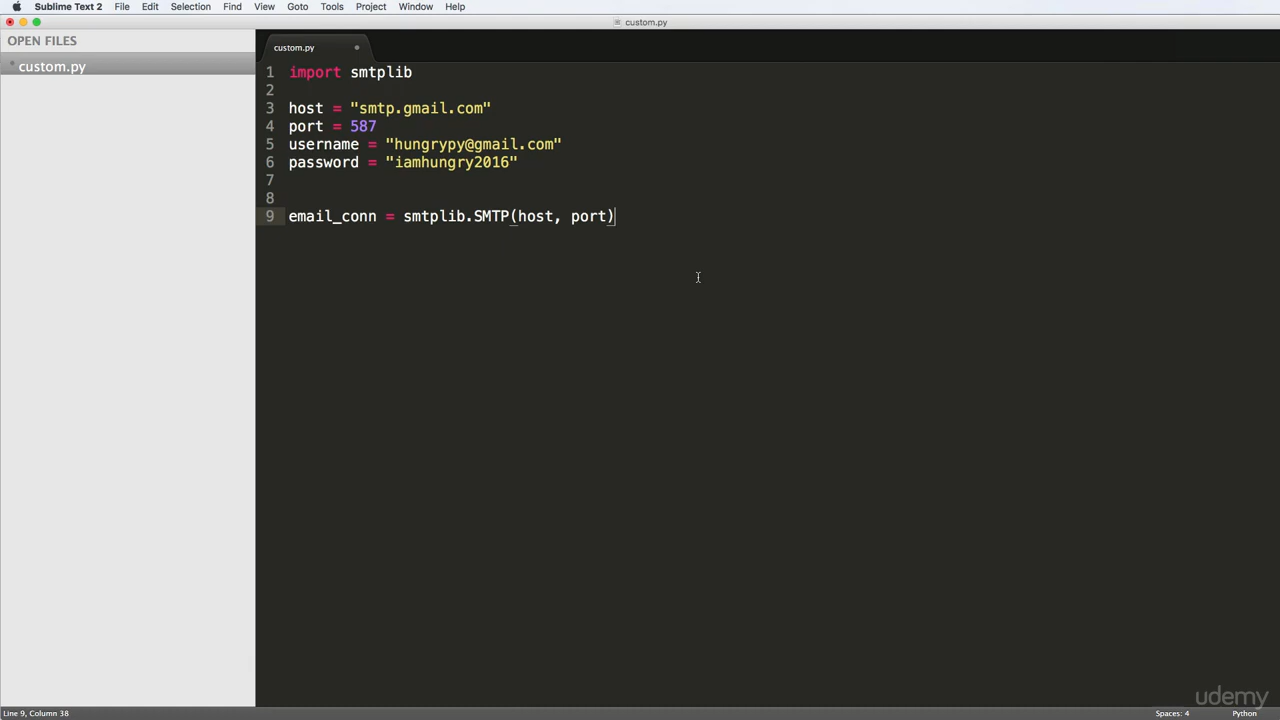 Sublime Text 2 File Edit Selection Find View Goto Tools Project Window Help
custom.py
OPEN FILES
custom.py
custom.py
1 import smtplib
2
3 host = "smtp.gmail.com"
4 port = 587
5 username = "hungrypy@gmail.com"
6 password = "iamhungry2016"
7
8
9 email_conn = smtplib.SMTP(host, port)
udemy
Line 9, Column 38 Spaces: 4 Python